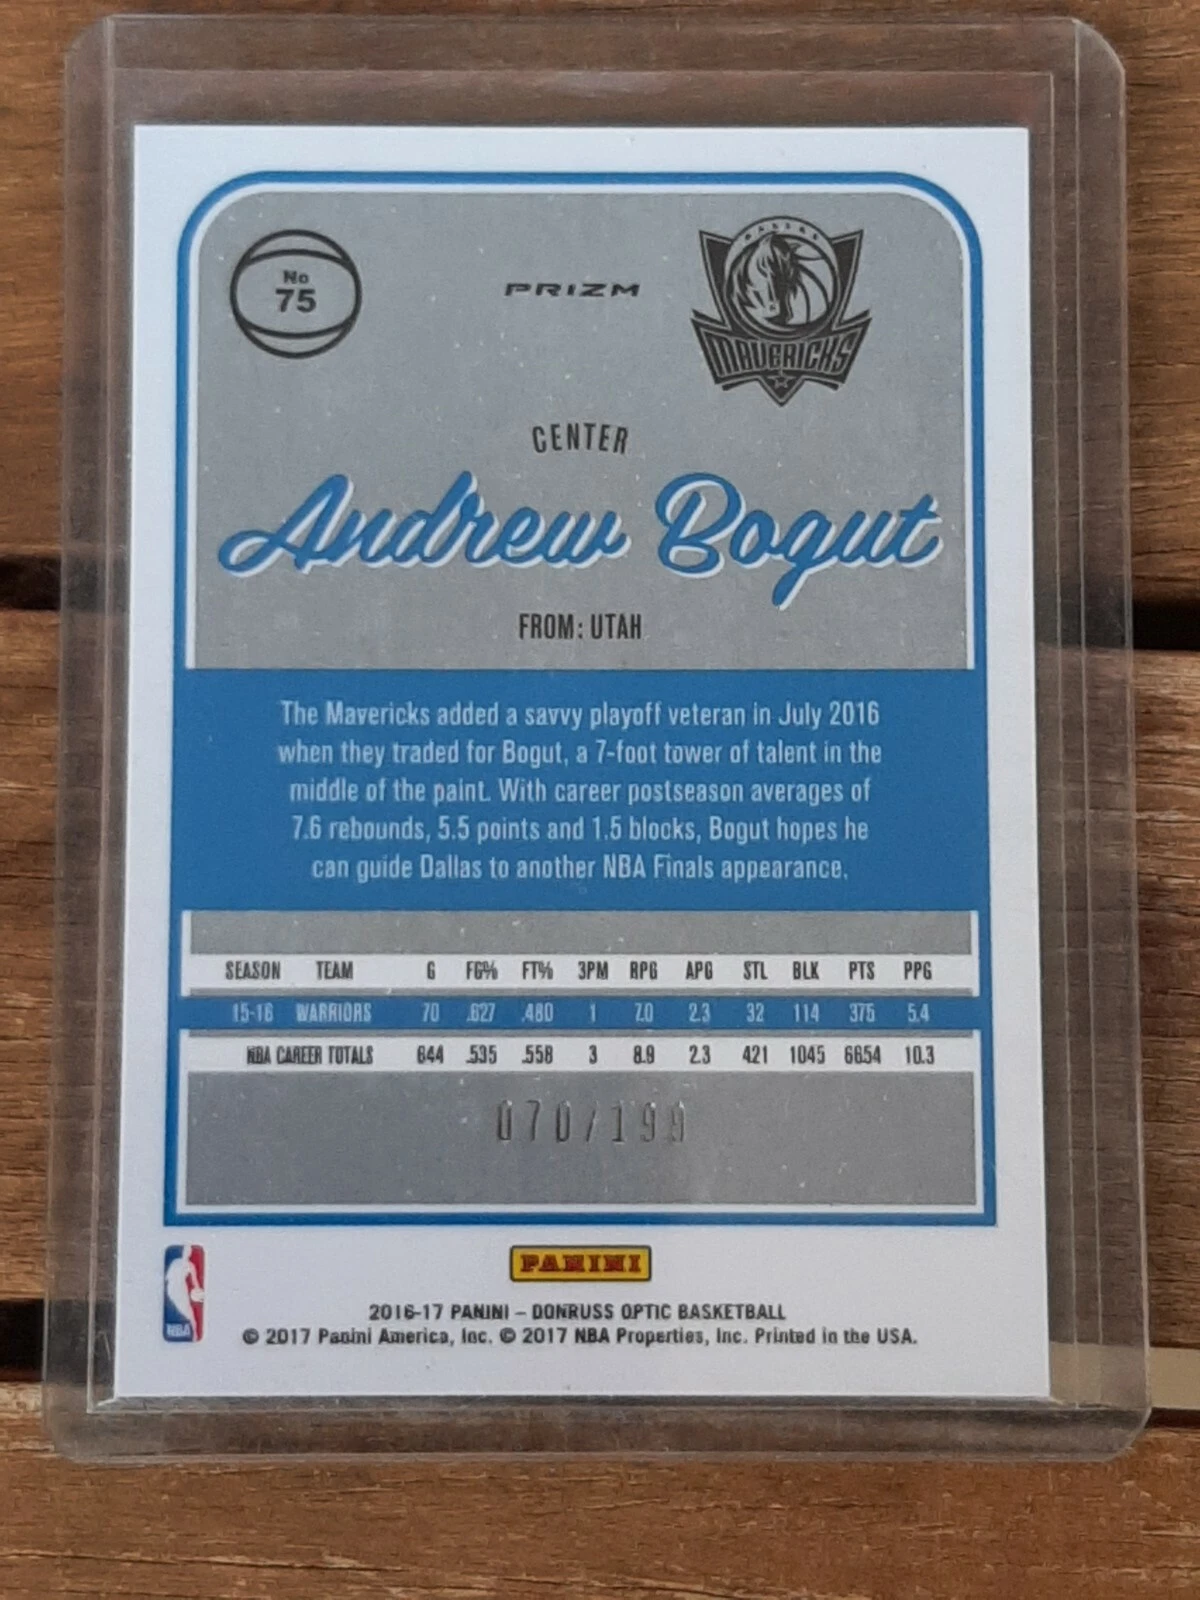 No
75
PRIZM
DALLAS
MAVERICKS
CENTER
Andrew Bogut
FROM: UTAH
The Mavericks added a savvy playoff veteran in July 2016
when they traded for Bogut, a 7-foot tower of talent in the
middle of the paint. With career postseason averages of
7.6 rebounds, 5.5 points and 1.5 blocks, Bogut hopes he
can guide Dallas to another NBA Finals appearance.
SEASON TEAM G FG% FT% 3PM RPG APG STL BLK PTS PPG
15-16 WARRIORS 70 .627 .480 1 7.0 2.3 32 114 375 5.4
NBA CAREER TOTALS 644 .535 .558 3 8.9 2.3 421 1045 6654 10.3
070/199
NBA
PANINI
2016-17 PANINI – DONRUSS OPTIC BASKETBALL
© 2017 Panini America, Inc. © 2017 NBA Properties, Inc. Printed in the USA.